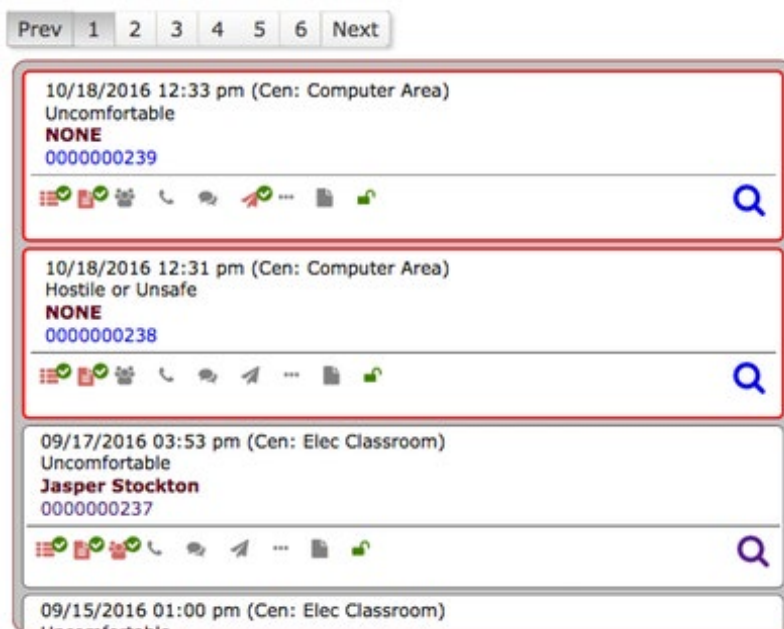 Prev 1 2 3 4 5 6 Next
10/18/2016 12:33 pm (Cen: Computer Area)
Uncomfortable
NONE
0000000239
10/18/2016 12:31 pm (Cen: Computer Area)
Hostile or Unsafe
NONE
0000000238
09/17/2016 03:53 pm (Cen: Elec Classroom)
Uncomfortable
Jasper Stockton
0000000237
09/15/2016 01:00 pm (Cen: Elec Classroom)
Uncomfortable